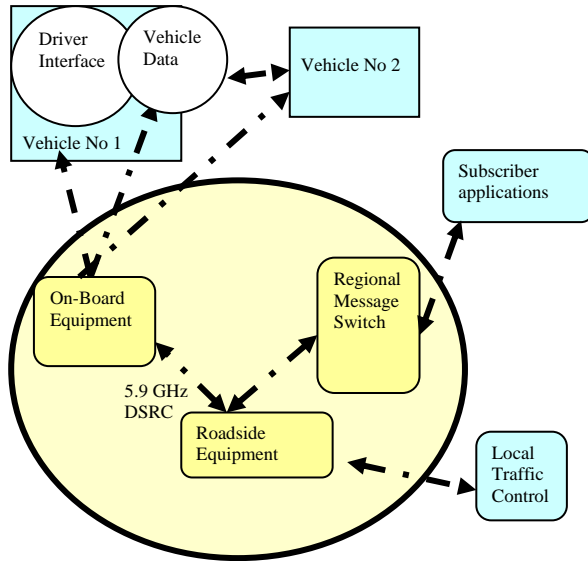 Driver
Interface
Vehicle
Data
Vehicle No 1
Vehicle No 2
Subscriber
applications
On-Board
Equipment
Regional
Message
Switch
5.9 GHz
DSRC
Roadside
Equipment
Local
Traffic
Control